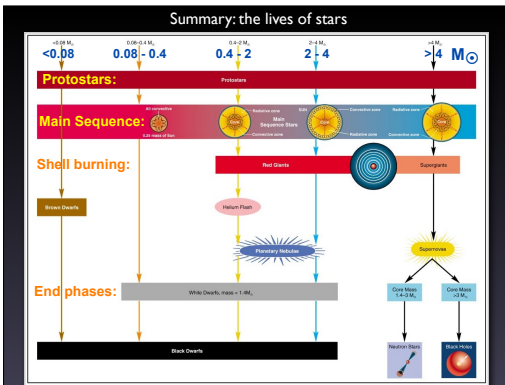 Summary: the lives of stars
<0.08 M☉
0.08–0.4 M☉
0.4–2 M☉
2–4 M☉
>4 M☉
<0.08
0.08 - 0.4
0.4 - 2
2 - 4
> 4
M☉
Protostars:
Protostars
Main Sequence:
All convective
0.25 mass of Sun
Radiative zone
Core
Convective zone
Main
Sequence Stars
Core
Convective zone
Radiative zone
Radiative zone
Core
Convective zone
Shell burning:
Red Giants
Supergiants
Brown Dwarfs
Helium Flash
Planetary Nebulae
Supernovae
End phases:
White Dwarfs, mass < 1.4M☉
Core Mass
1.4–3 M☉
Core Mass
>3 M☉
Black Dwarfs
Neutron Stars
Black Holes